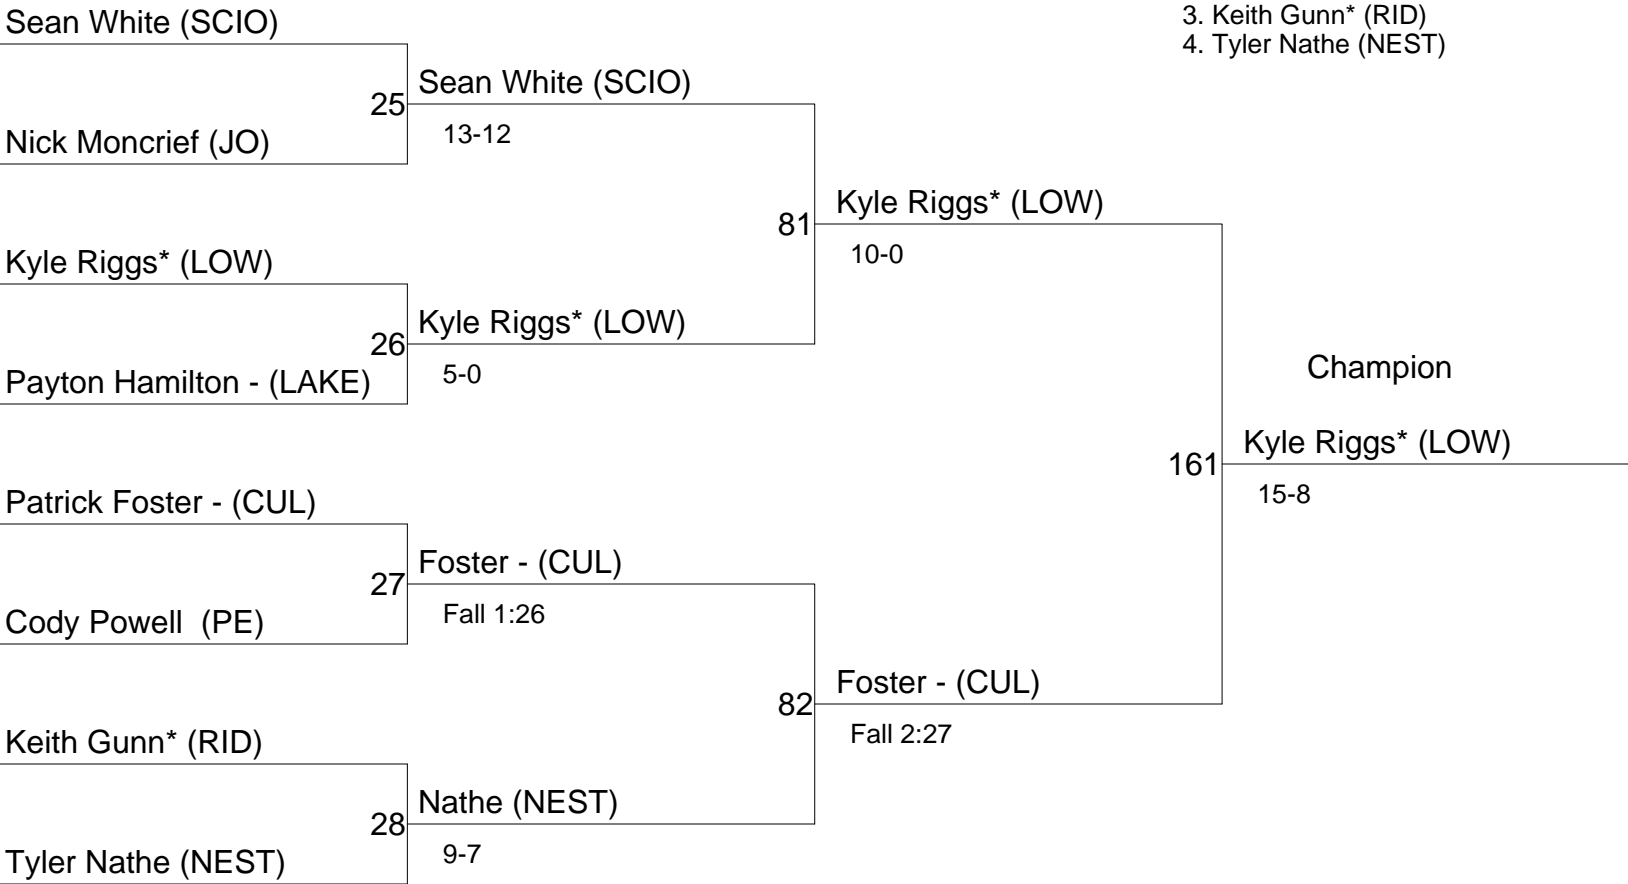 Sean White (SCIO)
3. Keith Gunn* (RID)
4. Tyler Nathe (NEST)
25
Sean White (SCIO)
13-12
Nick Moncrief (JO)
81
Kyle Riggs* (LOW)
10-0
Kyle Riggs* (LOW)
26
Kyle Riggs* (LOW)
5-0
Payton Hamilton - (LAKE)
Champion
161
Kyle Riggs* (LOW)
15-8
Patrick Foster - (CUL)
27
Foster - (CUL)
Fall 1:26
Cody Powell  (PE)
82
Foster - (CUL)
Fall 2:27
Keith Gunn* (RID)
28
Nathe (NEST)
9-7
Tyler Nathe (NEST)